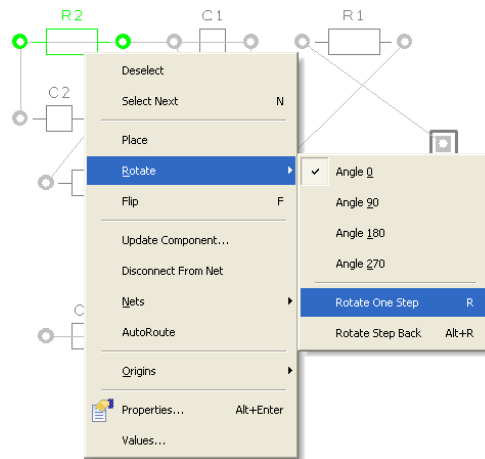 R2
C1
R1
C2
Deselect
Select Next N
Place
Rotate
Flip F
Update Component...
Disconnect From Net
Nets
AutoRoute
Origins
Properties... Alt+Enter
Values...
Angle 0
Angle 90
Angle 180
Angle 270
Rotate One Step R
Rotate Step Back Alt+R